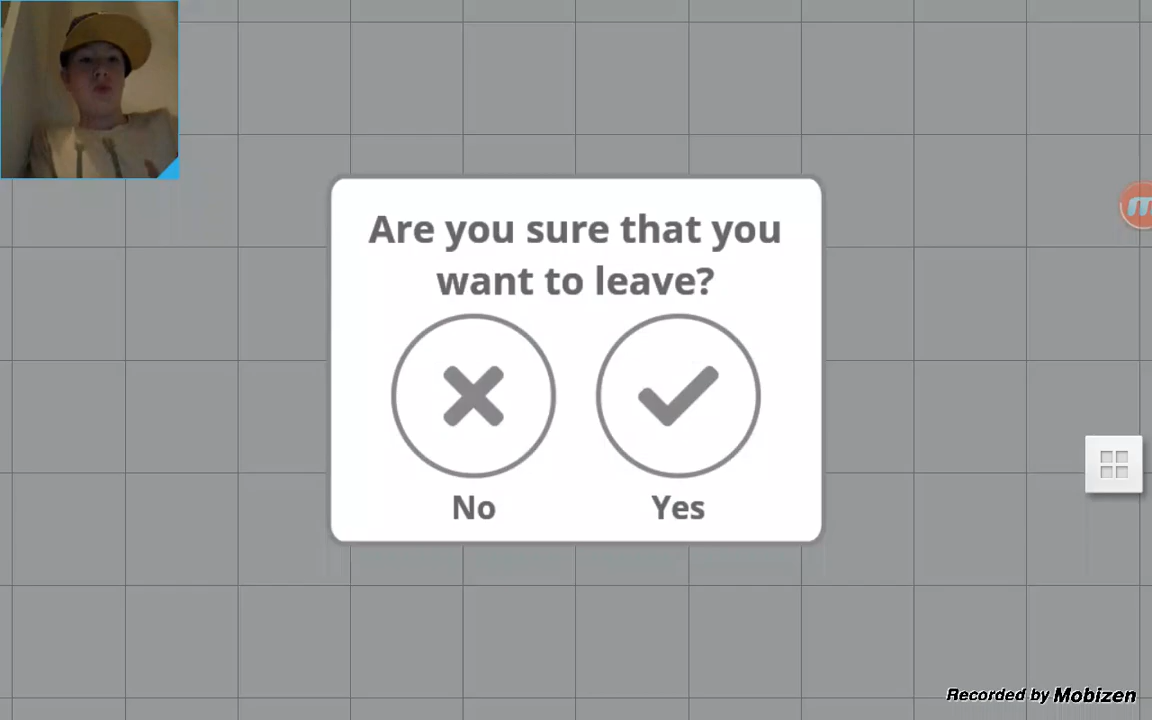 Are you sure that you
want to leave?
No
Yes
Recorded by Mobizen